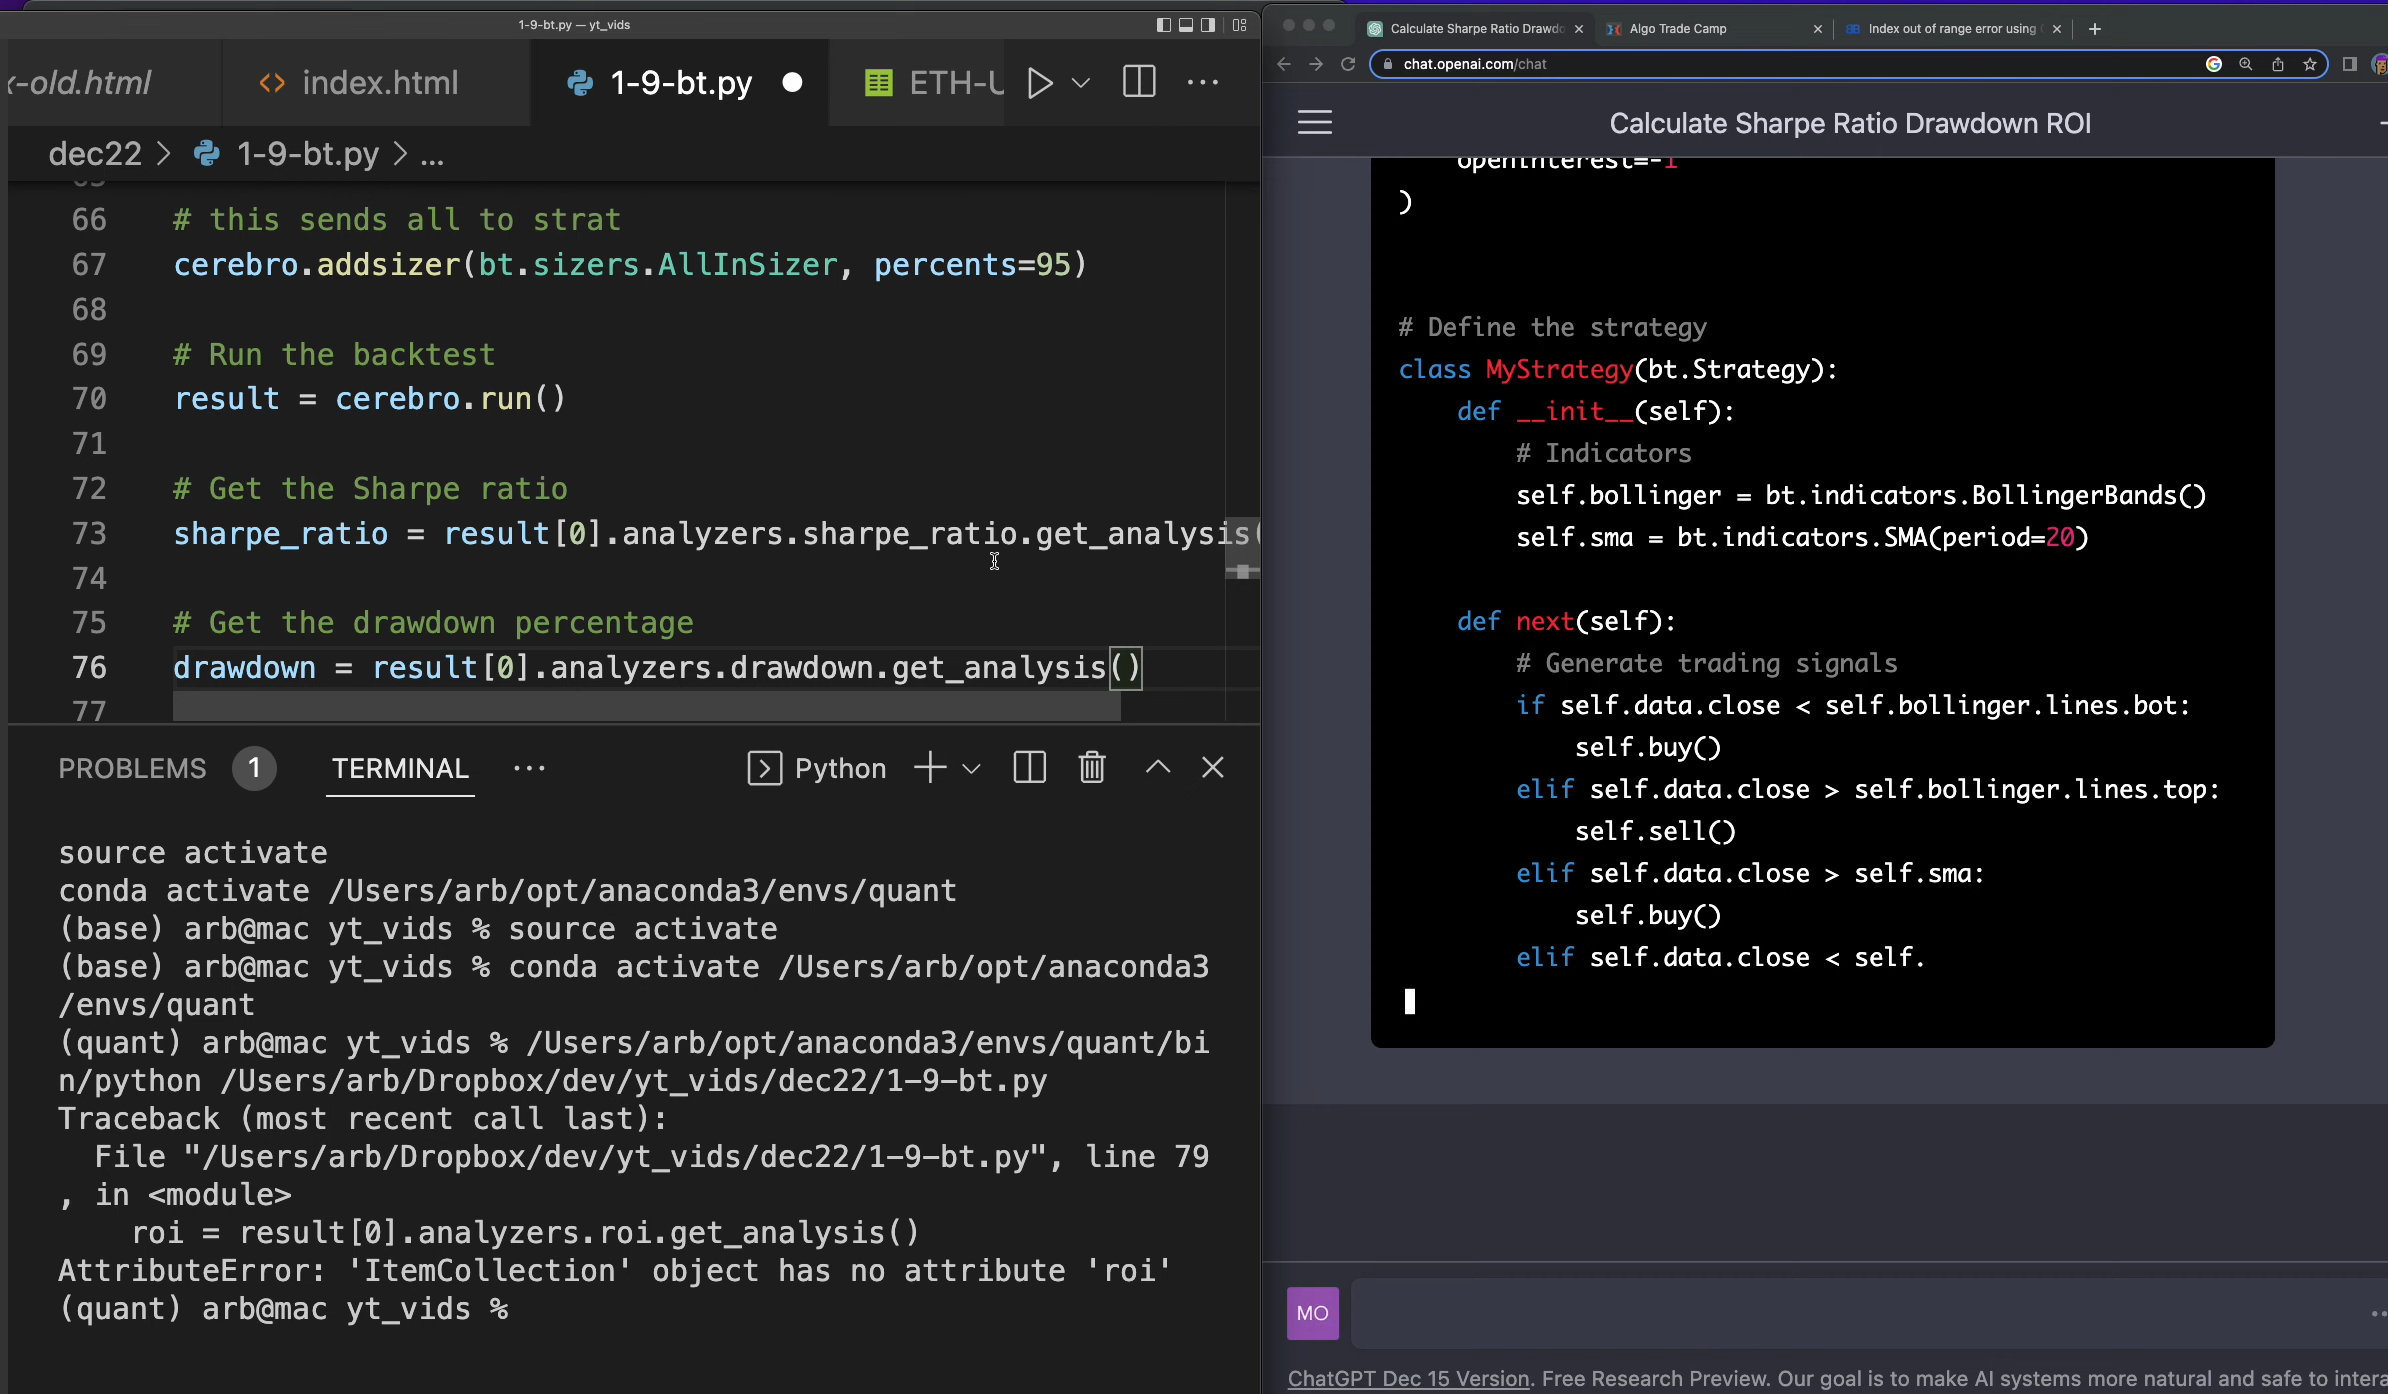 1-9-bt.py — yt_vids
-old.html
index.html
1-9-bt.py
ETH-U
dec22 > 1-9-bt.py > ...
66 # this sends all to strat
67 cerebro.addsizer(bt.sizers.AllInSizer, percents=95)
68
69 # Run the backtest
70 result = cerebro.run()
71
72 # Get the Sharpe ratio
73 sharpe_ratio = result[0].analyzers.sharpe_ratio.get_analysis(
74
75 # Get the drawdown percentage
76 drawdown = result[0].analyzers.drawdown.get_analysis()
77
PROBLEMS 1 TERMINAL ... Python
source activate
conda activate /Users/arb/opt/anaconda3/envs/quant
(base) arb@mac yt_vids % source activate
(base) arb@mac yt_vids % conda activate /Users/arb/opt/anaconda3
/envs/quant
(quant) arb@mac yt_vids % /Users/arb/opt/anaconda3/envs/quant/bi
n/python /Users/arb/Dropbox/dev/yt_vids/dec22/1-9-bt.py
Traceback (most recent call last):
File "/Users/arb/Dropbox/dev/yt_vids/dec22/1-9-bt.py", line 79
, in <module>
roi = result[0].analyzers.roi.get_analysis()
AttributeError: 'ItemCollection' object has no attribute 'roi'
(quant) arb@mac yt_vids %
Calculate Sharpe Ratio Drawdo
Algo Trade Camp
Index out of range error using
chat.openai.com/chat
Calculate Sharpe Ratio Drawdown ROI
openinterest=-1
)
# Define the strategy
class MyStrategy(bt.Strategy):
def __init__(self):
# Indicators
self.bollinger = bt.indicators.BollingerBands()
self.sma = bt.indicators.SMA(period=20)
def next(self):
# Generate trading signals
if self.data.close < self.bollinger.lines.bot:
self.buy()
elif self.data.close > self.bollinger.lines.top:
self.sell()
elif self.data.close > self.sma:
self.buy()
elif self.data.close < self.
MO
ChatGPT Dec 15 Version. Free Research Preview. Our goal is to make AI systems more natural and safe to intera